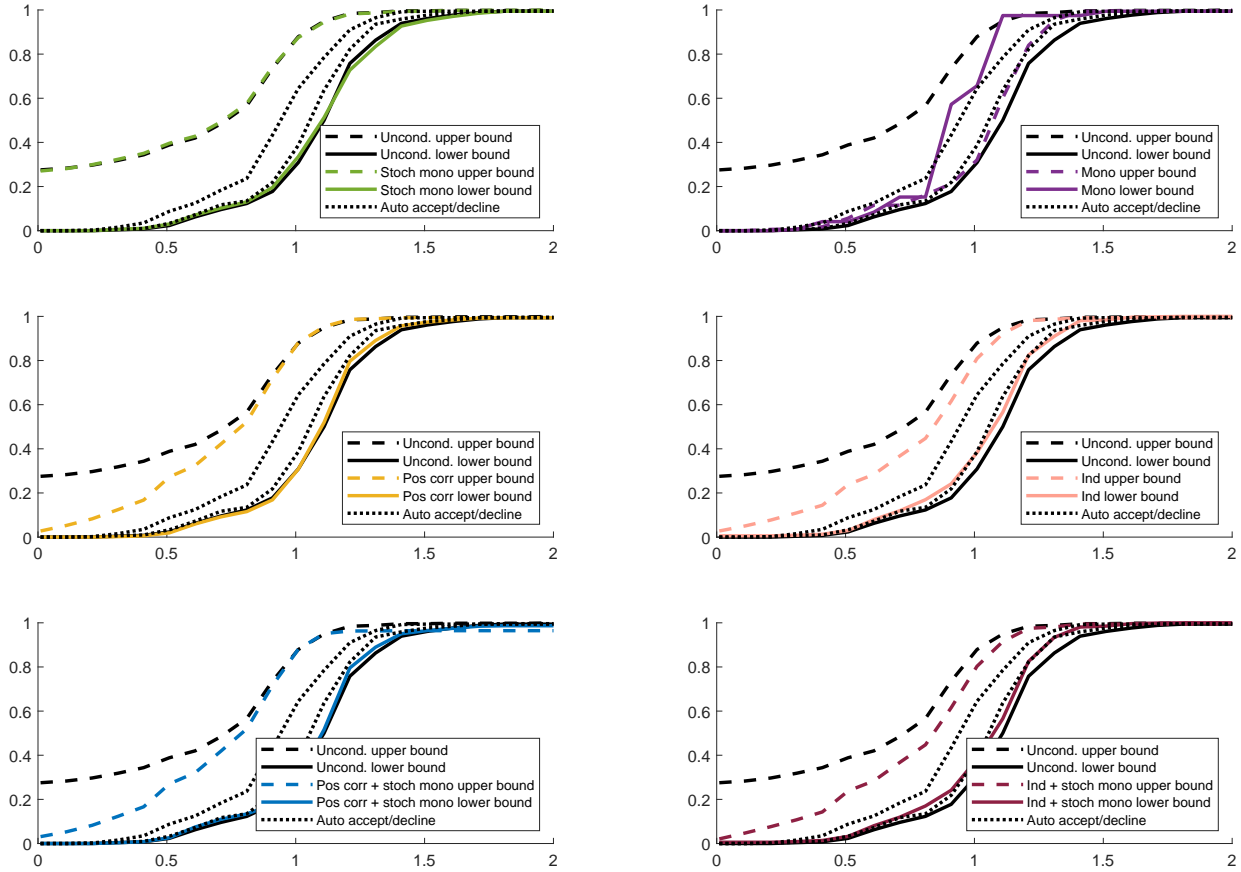 1
0.8
0.6
0.4
0.2
0
Uncond. upper bound
Uncond. lower bound
Stoch mono upper bound
Stoch mono lower bound
Auto accept/decline
0 0.5 1 1.5 2
1
0.8
0.6
0.4
0.2
0
Uncond. upper bound
Uncond. lower bound
Mono upper bound
Mono lower bound
Auto accept/decline
0 0.5 1 1.5 2
1
0.8
0.6
0.4
0.2
0
Uncond. upper bound
Uncond. lower bound
Pos corr upper bound
Pos corr lower bound
Auto accept/decline
0 0.5 1 1.5 2
1
0.8
0.6
0.4
0.2
0
Uncond. upper bound
Uncond. lower bound
Ind upper bound
Ind lower bound
Auto accept/decline
0 0.5 1 1.5 2
1
0.8
0.6
0.4
0.2
0
Uncond. upper bound
Uncond. lower bound
Pos corr + stoch mono upper bound
Pos corr + stoch mono lower bound
Auto accept/decline
0 0.5 1 1.5 2
1
0.8
0.6
0.4
0.2
0
Uncond. upper bound
Uncond. lower bound
Ind + stoch mono upper bound
Ind + stoch mono lower bound
Auto accept/decline
0 0.5 1 1.5 2